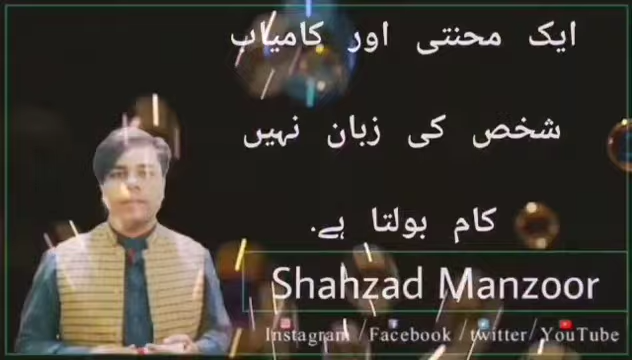 ایک محنتی اور کامیاب
شخص کی زبان نہیں
کام بولتا ہے.
Shahzad Manzoor
Instagram / Facebook / twitter / YouTube